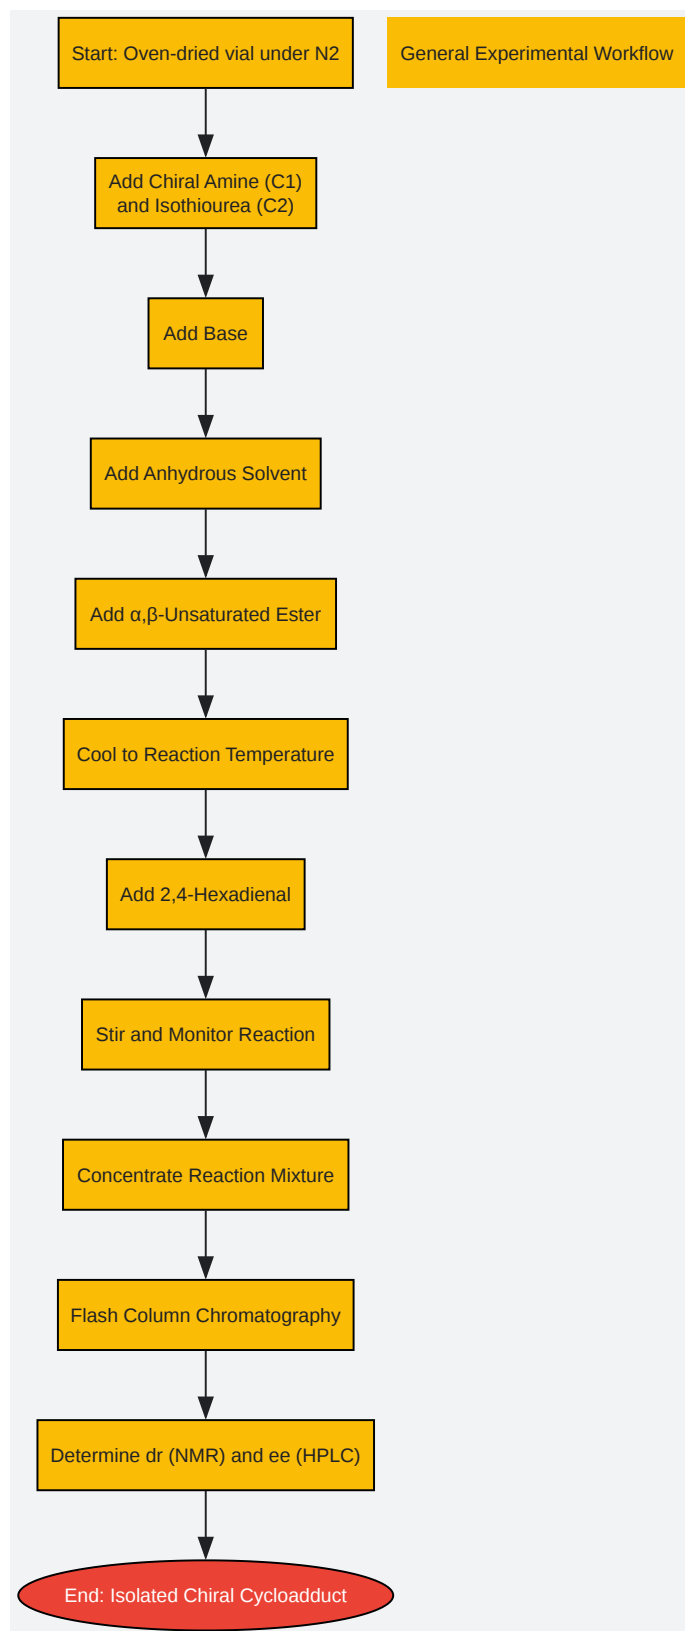 Start: Oven-dried vial under N2
General Experimental Workflow
Add Chiral Amine (C1)
and Isothiourea (C2)
Add Base
Add Anhydrous Solvent
Add α,β-Unsaturated Ester
Cool to Reaction Temperature
Add 2,4-Hexadienal
Stir and Monitor Reaction
Concentrate Reaction Mixture
Flash Column Chromatography
Determine dr (NMR) and ee (HPLC)
End: Isolated Chiral Cycloadduct